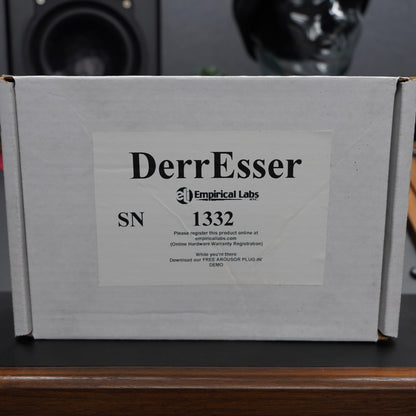 DerrEsser
Empirical Labs
SN 1332
Please register this product online at
empiricallabs.com
(Online Hardware Warranty Registration)
While you're there
Download our FREE AROUSOR PLUG-IN
DEMO